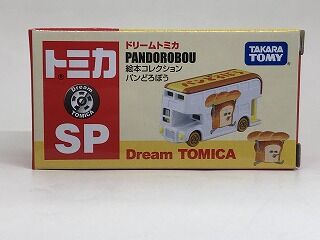 トミカ
Dream
TOMICA
SP
ドリームトミカ
PANDOROBOU
絵本コレクション
パンどろぼう
TAKARA
TOMY
Dream TOMICA